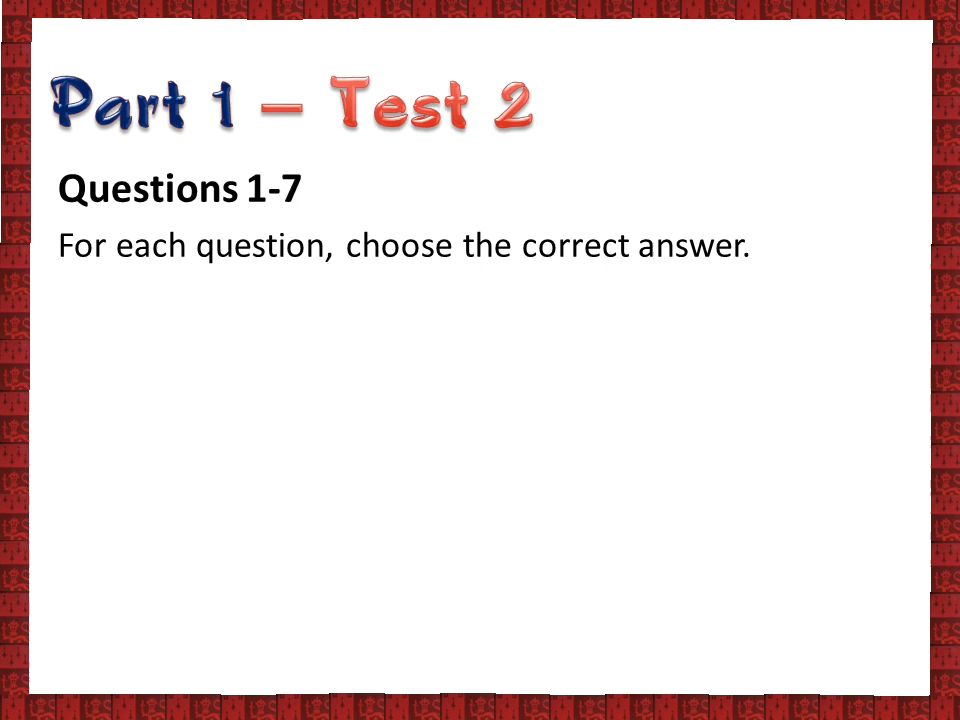 Part 1 – Test 2
Questions 1-7
For each question, choose the correct answer.